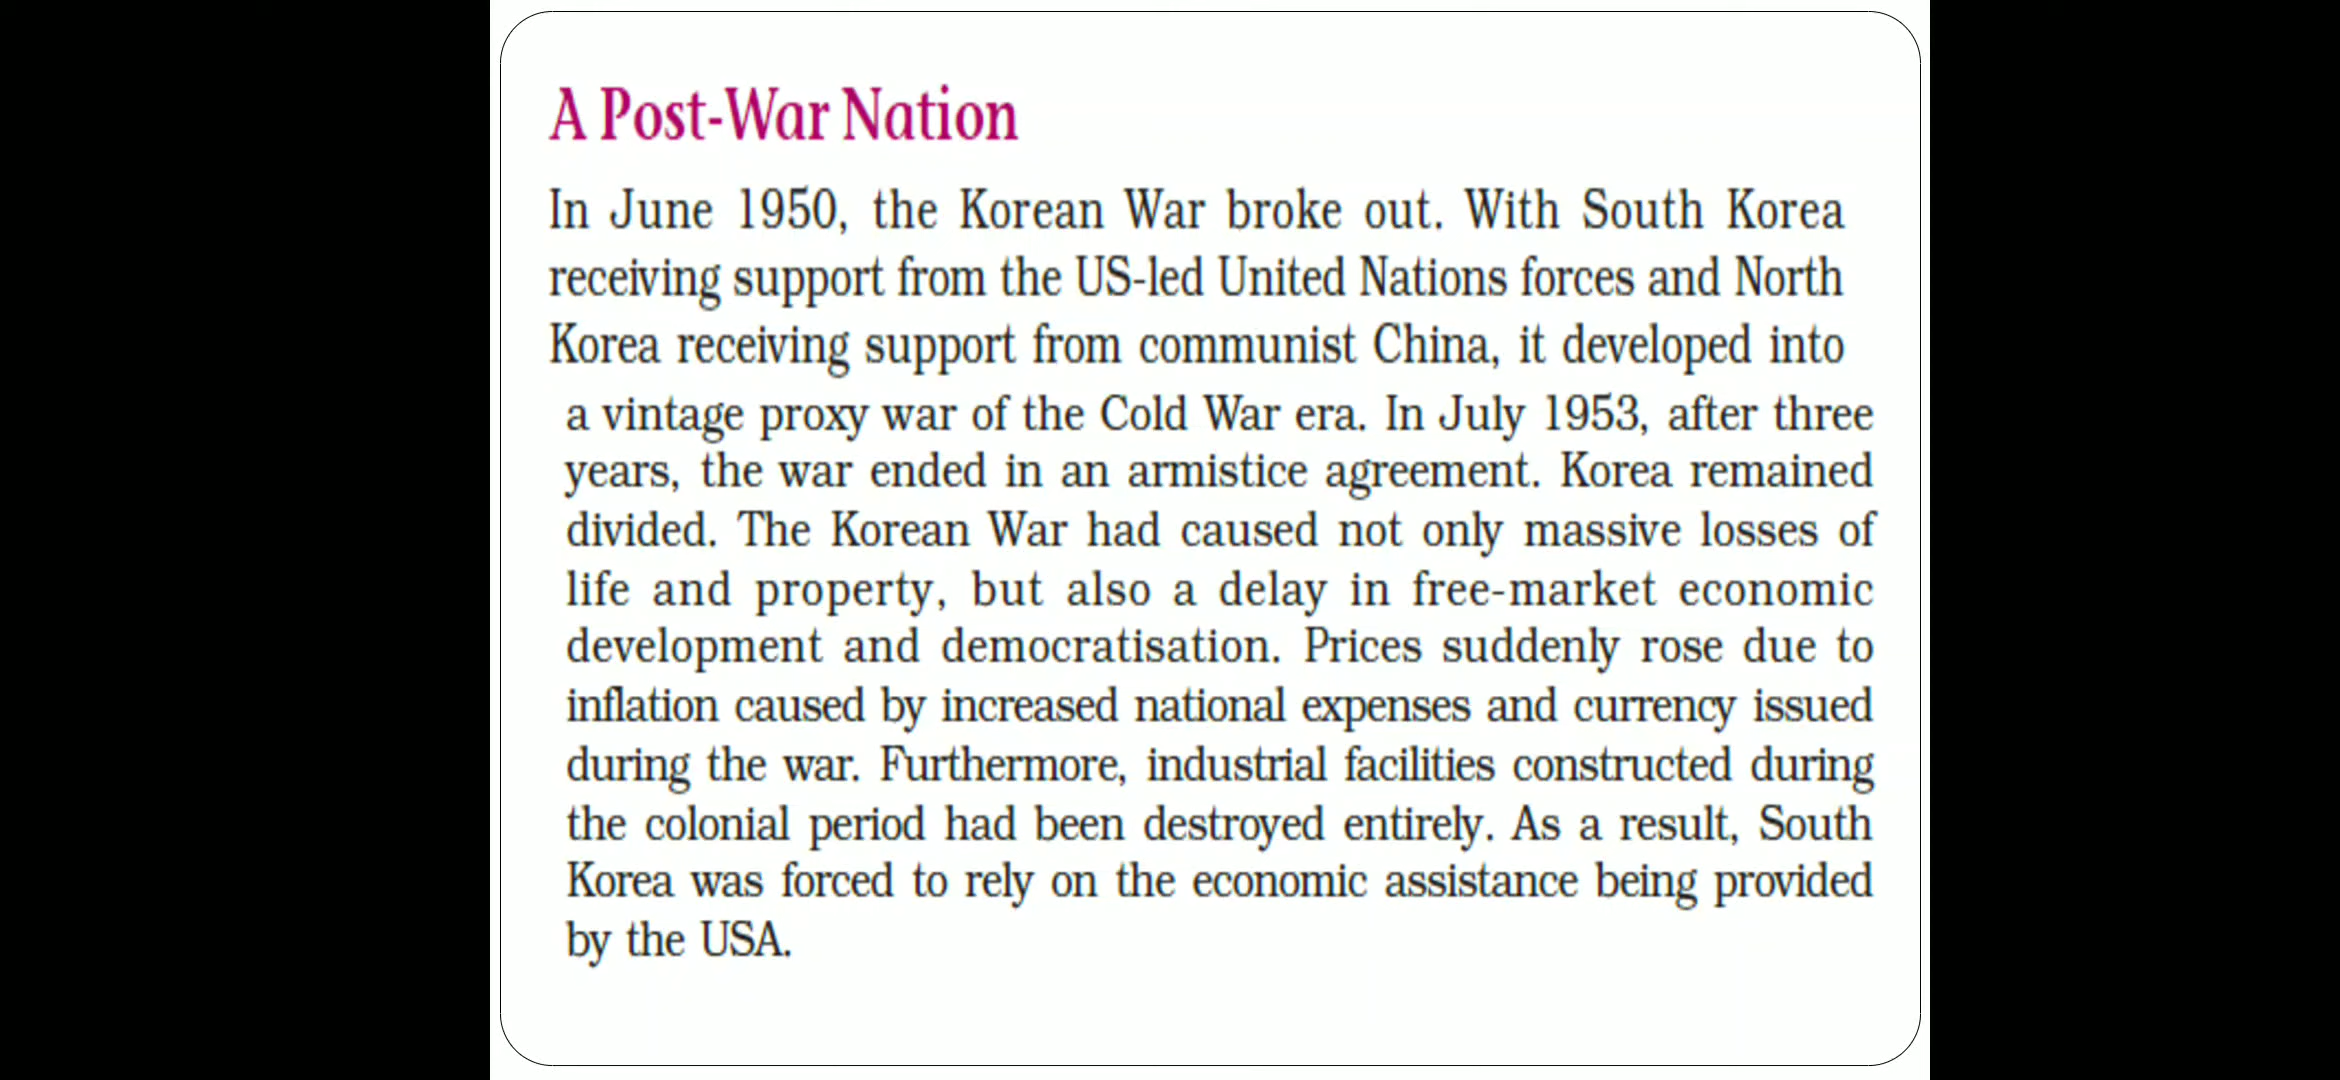 A Post-War Nation
In June 1950, the Korean War broke out. With South Korea
receiving support from the US-led United Nations forces and North
Korea receiving support from communist China, it developed into
a vintage proxy war of the Cold War era. In July 1953, after three
years, the war ended in an armistice agreement. Korea remained
divided. The Korean War had caused not only massive losses of
life and property, but also a delay in free-market economic
development and democratisation. Prices suddenly rose due to
inflation caused by increased national expenses and currency issued
during the war. Furthermore, industrial facilities constructed during
the colonial period had been destroyed entirely. As a result, South
Korea was forced to rely on the economic assistance being provided
by the USA.